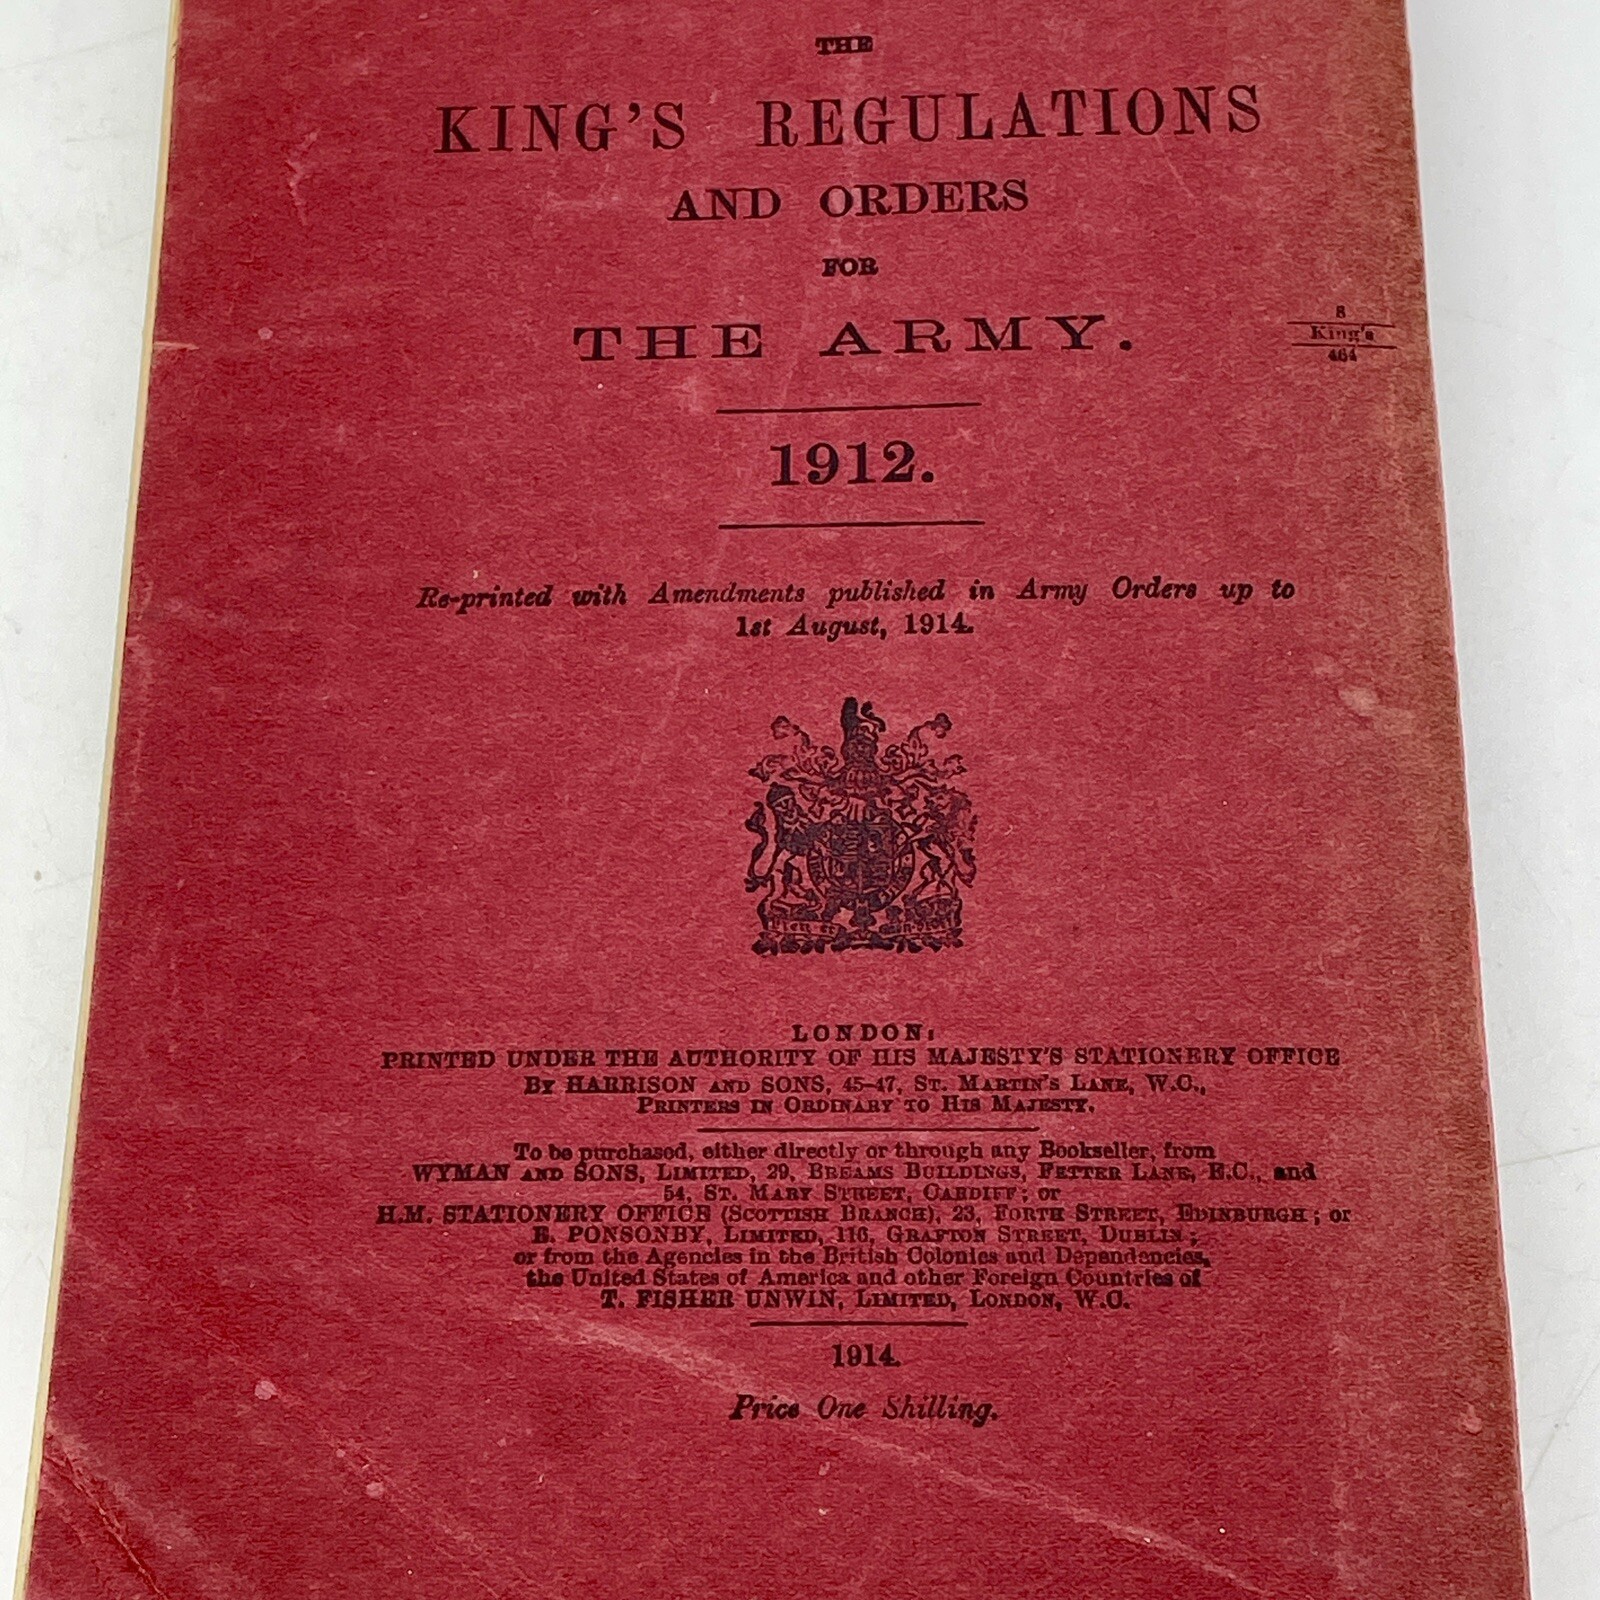 THE
KING'S REGULATIONS
AND ORDERS
FOR
THE ARMY.
8
King's
464
1912.
Re-printed with Amendments published in Army Orders up to
1st August, 1914.
LONDON:
PRINTED UNDER THE AUTHORITY OF HIS MAJESTY'S STATIONERY OFFICE
BY HARRISON AND SONS, 45-47, ST. MARTIN'S LANE, W.C.,
PRINTERS IN ORDINARY TO HIS MAJESTY.
To be purchased, either directly or through any Bookseller, from
WYMAN AND SONS, LIMITED, 29, BREAMS BUILDINGS, FETTER LANE, E.C., and
54, ST. MARY STREET, CARDIFF; or
H.M. STATIONERY OFFICE (SCOTTISH BRANCH), 23, FORTH STREET, EDINBURGH; or
E. PONSONBY, LIMITED, 116, GRAFTON STREET, DUBLIN;
or from the Agencies in the British Colonies and Dependencies,
the United States of America and other Foreign Countries of
T. FISHER UNWIN, LIMITED, LONDON, W.C.
1914.
Price One Shilling.